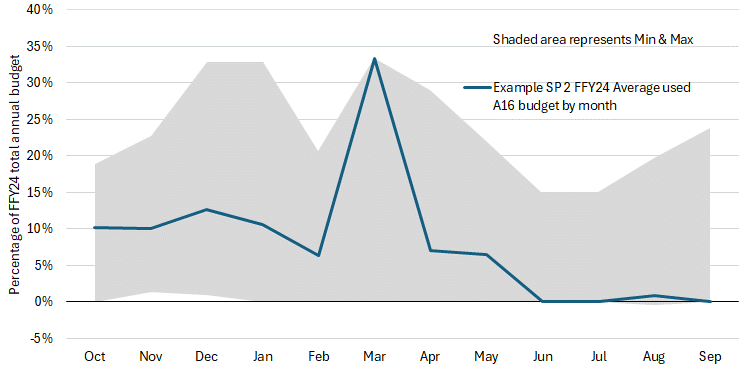 40%
35%
30%
25%
20%
15%
10%
5%
0%
-5%
Percentage of FFY24 total annual budget
Shaded area represents Min & Max
Example SP 2 FFY24 Average used
A16 budget by month
Oct Nov Dec Jan Feb Mar Apr May Jun Jul Aug Sep